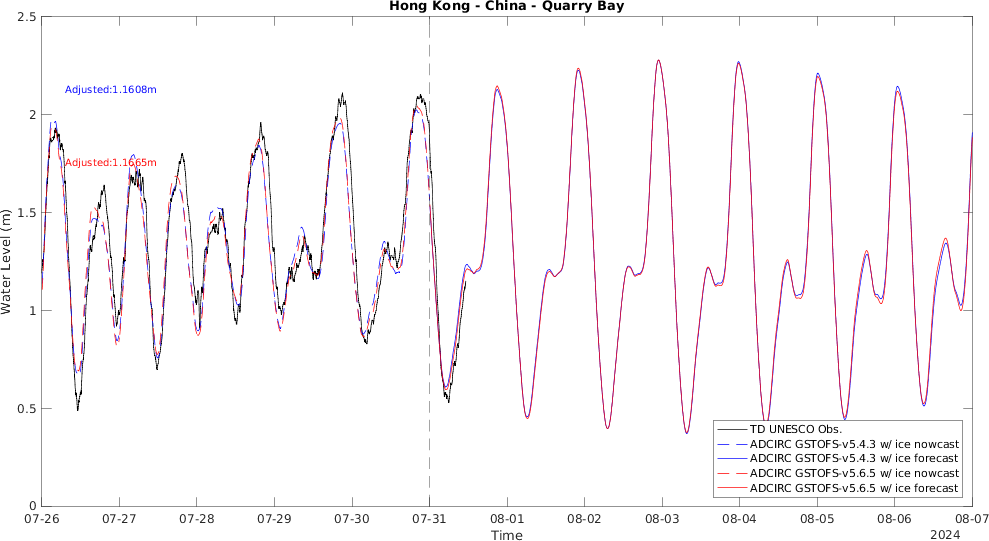 Hong Kong - China - Quarry Bay
Water Level (m)
2.5
2
1.5
1
0.5
0
Adjusted:1.1608m
Adjusted:1.1665m
TD UNESCO Obs.
ADCIRC GSTOFS-v5.4.3 w/ ice nowcast
ADCIRC GSTOFS-v5.4.3 w/ ice forecast
ADCIRC GSTOFS-v5.6.5 w/ ice nowcast
ADCIRC GSTOFS-v5.6.5 w/ ice forecast
07-26 07-27 07-28 07-29 07-30 07-31 08-01 08-02 08-03 08-04 08-05 08-06 08-07
Time
2024